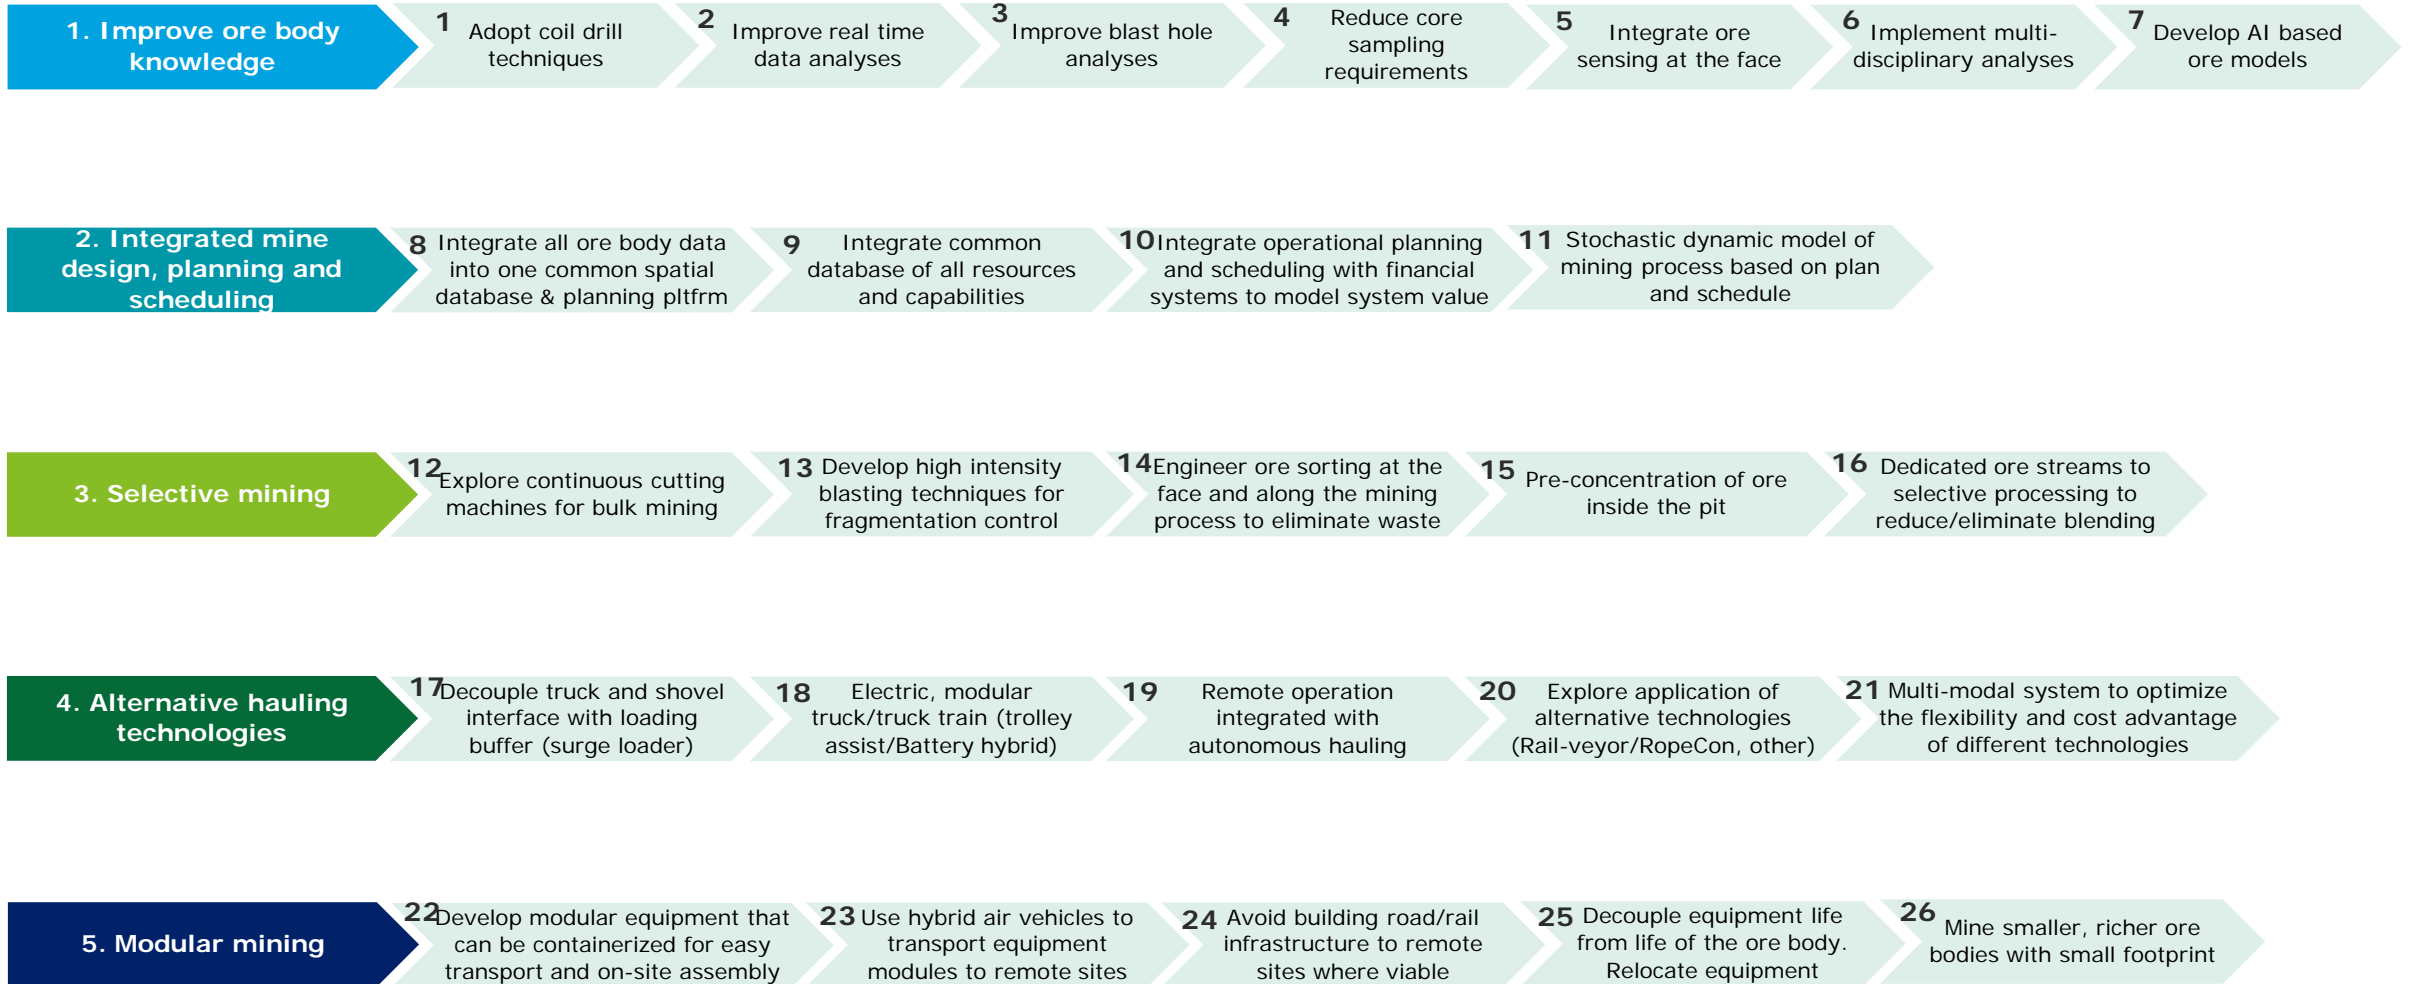 1. Improve ore body
knowledge
1
Adopt coil drill
techniques
2
Improve real time
data analyses
3
Improve blast hole
analyses
4
Reduce core
sampling
requirements
5
Integrate ore
sensing at the face
6
Implement multi-
disciplinary analyses
7
Develop AI based
ore models
2. Integrated mine
design, planning and
scheduling
8
Integrate all ore body data
into one common spatial
database & planning pltfrm
9
Integrate common
database of all resources
and capabilities
10
Integrate operational planning
and scheduling with financial
systems to model system value
11
Stochastic dynamic model of
mining process based on plan
and schedule
3. Selective mining
12
Explore continuous cutting
machines for bulk mining
13
Develop high intensity
blasting techniques for
fragmentation control
14
Engineer ore sorting at the
face and along the mining
process to eliminate waste
15
Pre-concentration of ore
inside the pit
16
Dedicated ore streams to
selective processing to
reduce/eliminate blending
4. Alternative hauling
technologies
17
Decouple truck and shovel
interface with loading
buffer (surge loader)
18
Electric, modular
truck/truck train (trolley
assist/Battery hybrid)
19
Remote operation
integrated with
autonomous hauling
20
Explore application of
alternative technologies
(Rail-veyor/RopeCon, other)
21
Multi-modal system to optimize
the flexibility and cost advantage
of different technologies
5. Modular mining
22
Develop modular equipment that
can be containerized for easy
transport and on-site assembly
23
Use hybrid air vehicles to
transport equipment
modules to remote sites
24
Avoid building road/rail
infrastructure to remote
sites where viable
25
Decouple equipment life
from life of the ore body.
Relocate equipment
26
Mine smaller, richer ore
bodies with small footprint